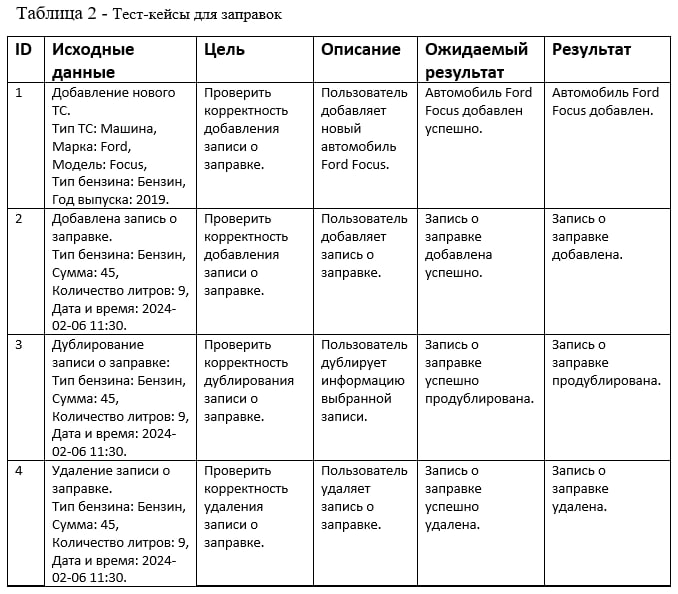 Таблица 2 - Тест-кейсы для заправок
ID
Исходные
данные
Цель
Описание
Ожидаемый
результат
Результат
1
Добавление нового
ТС.
Тип ТС: Машина,
Марка: Ford,
Модель: Focus,
Тип бензина: Бензин,
Год выпуска: 2019.
Проверить
корректность
добавления
записи о
заправке.
Пользователь
добавляет
новый
автомобиль
Ford Focus.
Автомобиль Ford
Focus добавлен
успешно.
Автомобиль Ford
Focus добавлен.
2
Добавлена запись о
заправке.
Тип бензина: Бензин,
Сумма: 45,
Количество литров: 9,
Дата и время: 2024-
02-06 11:30.
Проверить
корректность
добавления
записи о
заправке.
Пользователь
добавляет
запись о
заправке.
Запись о
заправке
добавлена
успешно.
Запись о
заправке
добавлена.
3
Дублирование
записи о заправке:
Тип бензина: Бензин,
Сумма: 45,
Количество литров: 9,
Дата и время: 2024-
02-06 11:30.
Проверить
корректность
дублирования
записи о
заправке.
Пользователь
дублирует
информацию
выбранной
записи.
Запись о
заправке
успешно
продублирована.
Запись о
заправке
продублирована.
4
Удаление записи о
заправке.
Тип бензина: Бензин,
Сумма: 45,
Количество литров: 9,
Дата и время: 2024-
02-06 11:30.
Проверить
корректность
удаления
записи о
заправке.
Пользователь
удаляет
запись о
заправке.
Запись о
заправке
успешно
удалена.
Запись о
заправке
удалена.